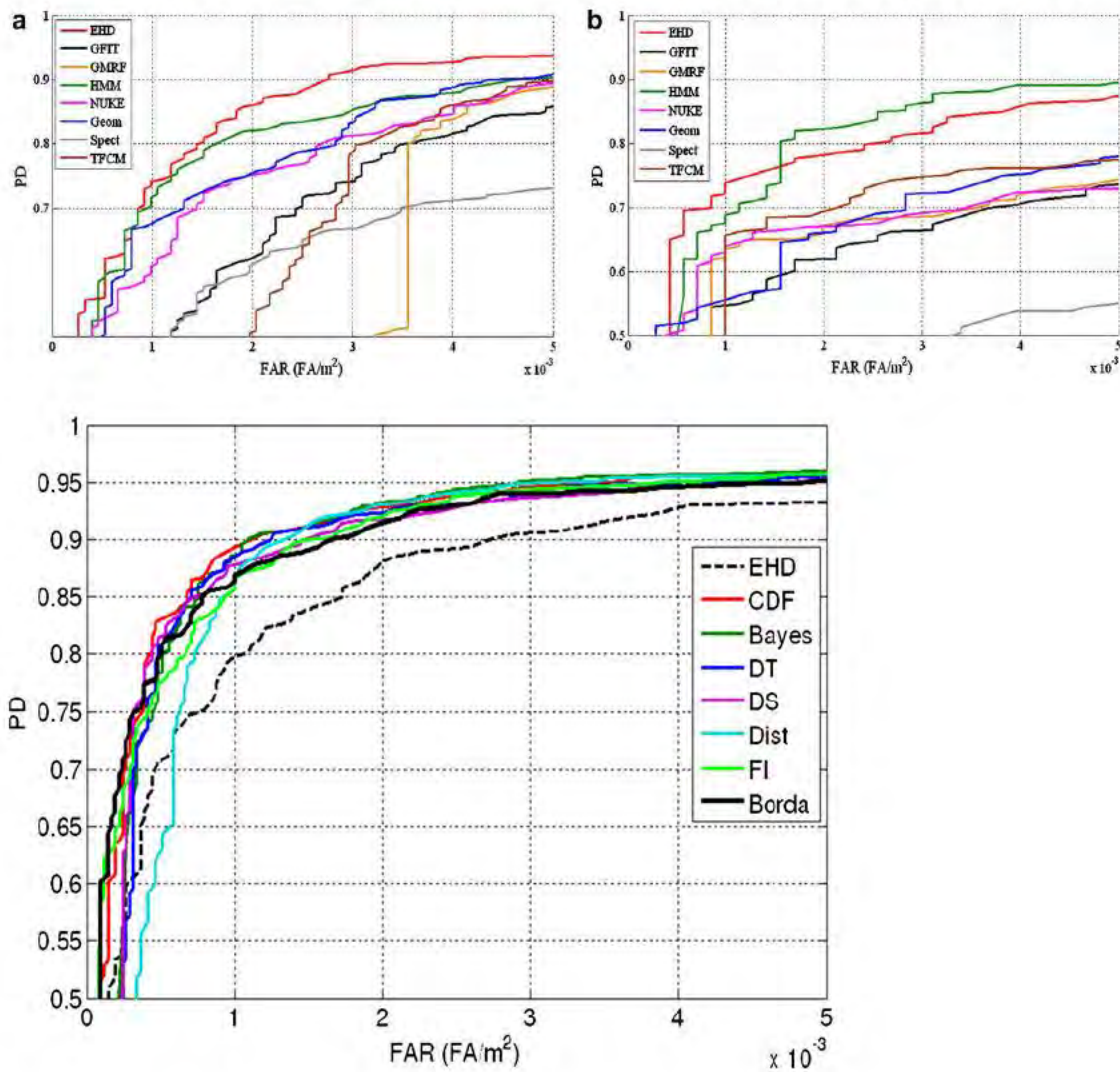 a
1
0.9
0.8
0.7
PD
EHD
GFIT
GMRF
HMM
NUKE
Geom
Spect
TFCM
0 1 2 3 4 5
FAR (FA/m²)
x 10⁻³
b
1
0.9
0.8
0.7
0.6
0.5
PD
EHD
GFIT
GMRF
HMM
NUKE
Geom
Spect
TFCM
0 1 2 3 4 5
FAR (FA/m²)
x 10⁻³
1
0.95
0.9
0.85
0.8
0.75
0.7
0.65
0.6
0.55
0.5
PD
EHD
CDF
Bayes
DT
DS
Dist
FI
Borda
0 1 2 3 4 5
FAR (FA/m²)
x 10⁻³